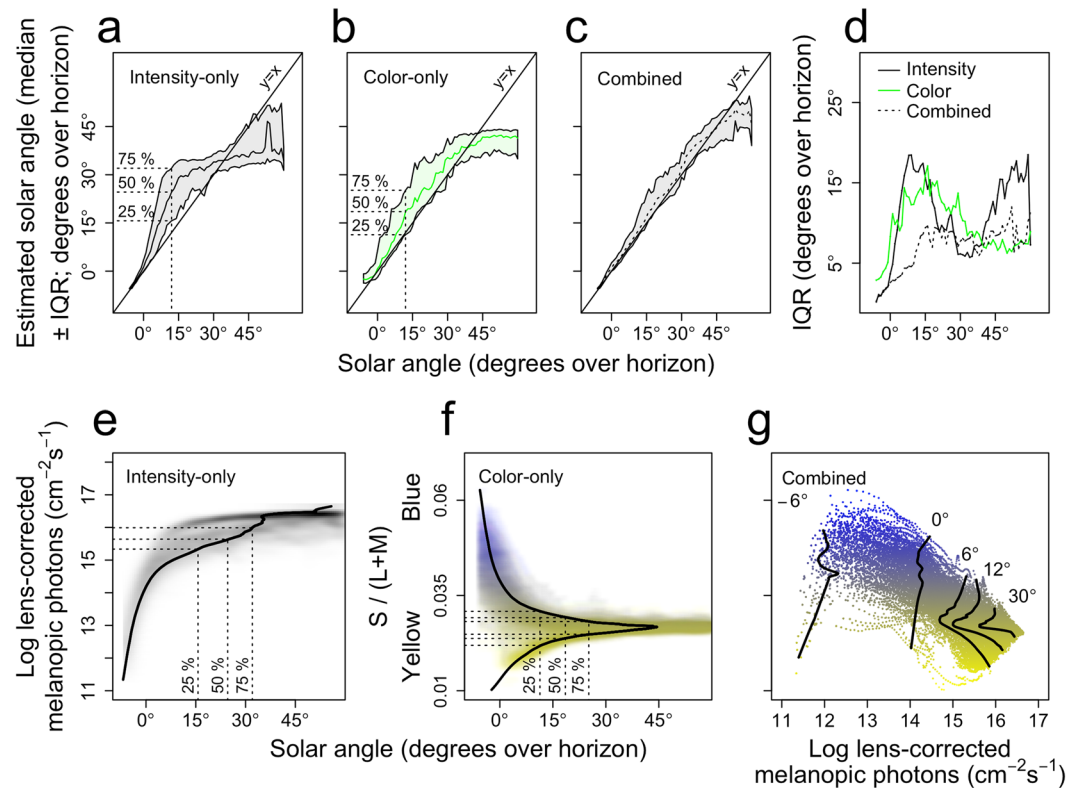 a
b
c
d
Estimated solar angle (median
± IQR; degrees over horizon)
Intensity-only
y=x
45°
30°
15°
0°
75 %
50 %
25 %
0° 15° 30° 45°
Color-only
y=x
75 %
50 %
25 %
0° 15° 30° 45°
Combined
y=x
0° 15° 30° 45°
Solar angle (degrees over horizon)
IQR (degrees over horizon)
25°
15°
5°
Intensity
Color
Combined
0° 15° 30° 45°
e
f
g
Log lens-corrected
melanopic photons (cm⁻²s⁻¹)
Intensity-only
17
15
13
11
25 %
50 %
75 %
0° 15° 30° 45°
S / (L+M)
Yellow
Blue
Color-only
0.06
0.035
0.01
25 %
50 %
75 %
0° 15° 30° 45°
Solar angle (degrees over horizon)
Combined
−6°
0°
6°
12°
30°
11 12 13 14 15 16 17
Log lens-corrected
melanopic photons (cm⁻²s⁻¹)